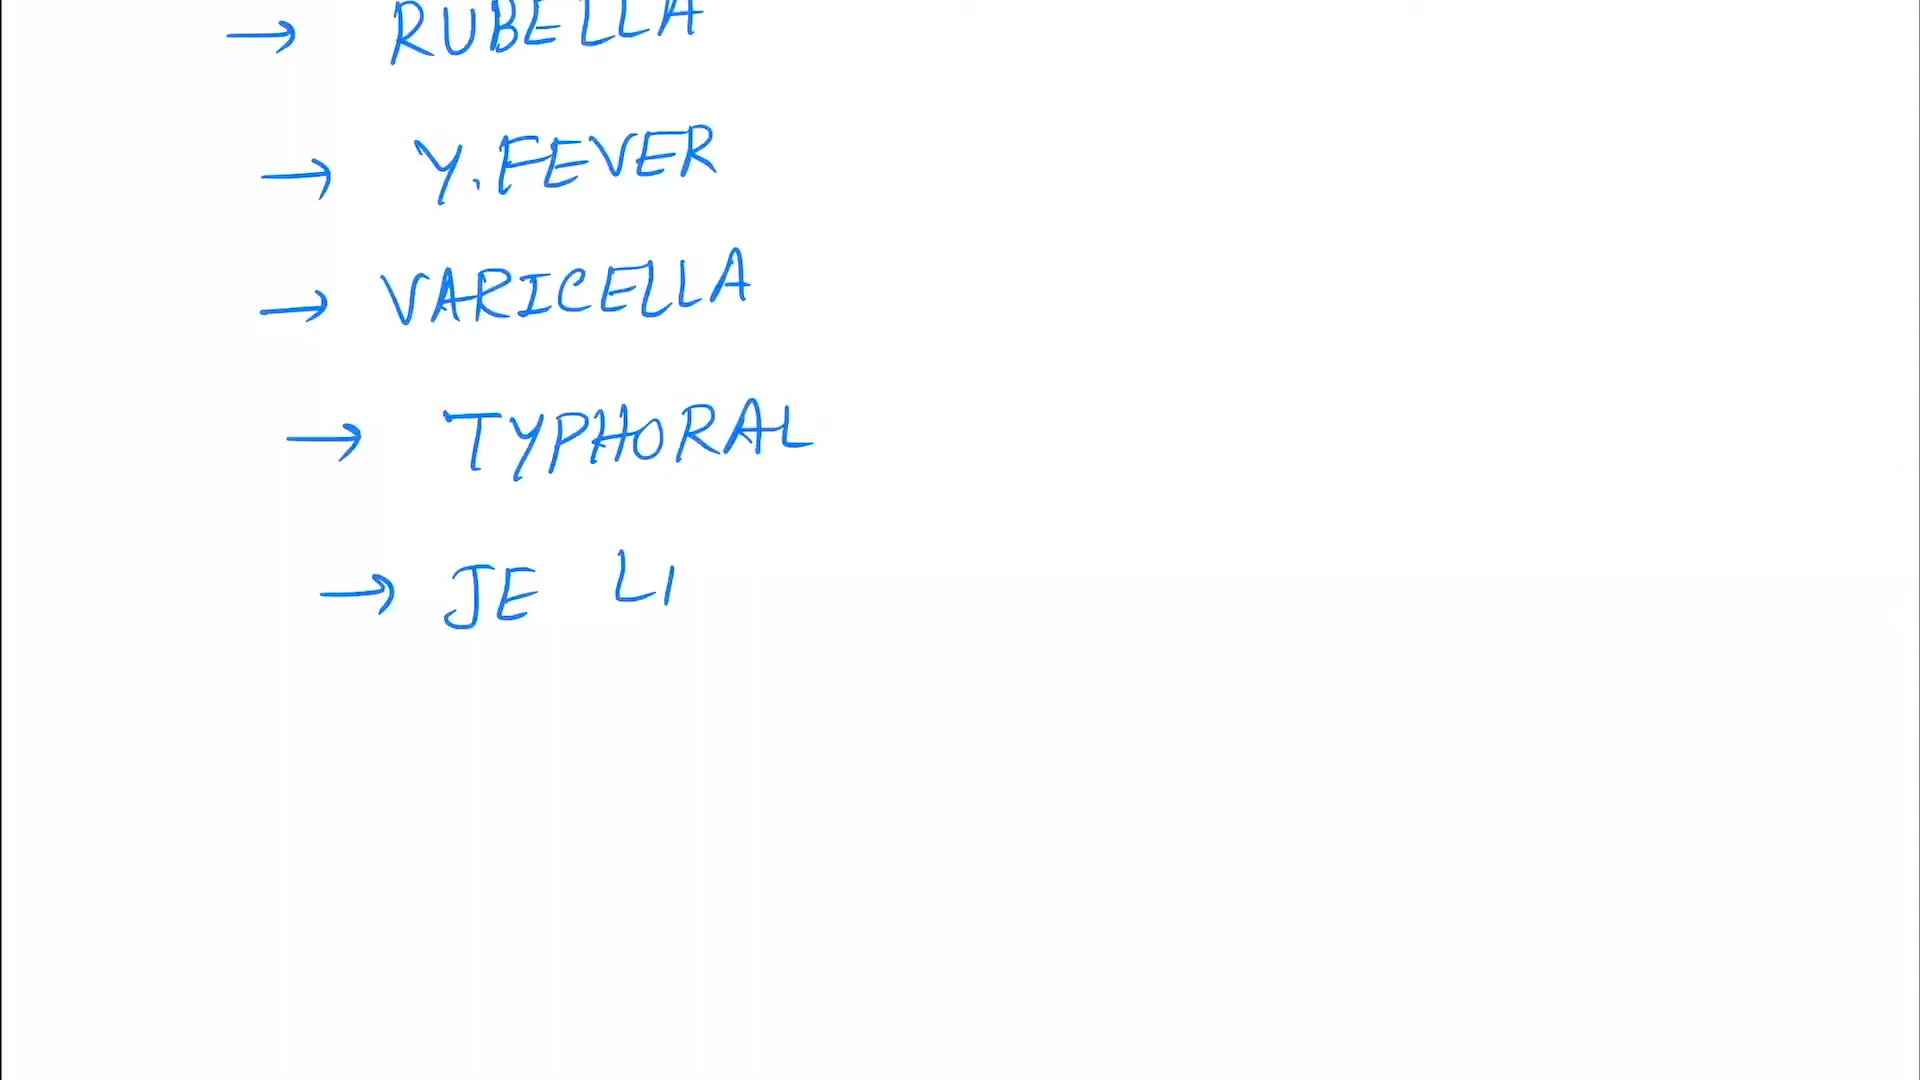 → RUBELLA
→ Y. FEVER
→ VARICELLA
→ TYPHORAL
→ JE LI